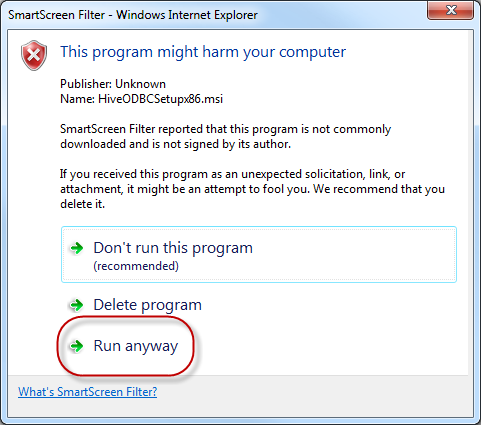 SmartScreen Filter - Windows Internet Explorer
This program might harm your computer
Publisher: Unknown
Name: HiveODBCSetupx86.msi
SmartScreen Filter reported that this program is not commonly
downloaded and is not signed by its author.
If you received this program as an unexpected solicitation, link, or
attachment, it might be an attempt to fool you. We recommend that you
delete it.
Don't run this program
(recommended)
Delete program
Run anyway
What's SmartScreen Filter?